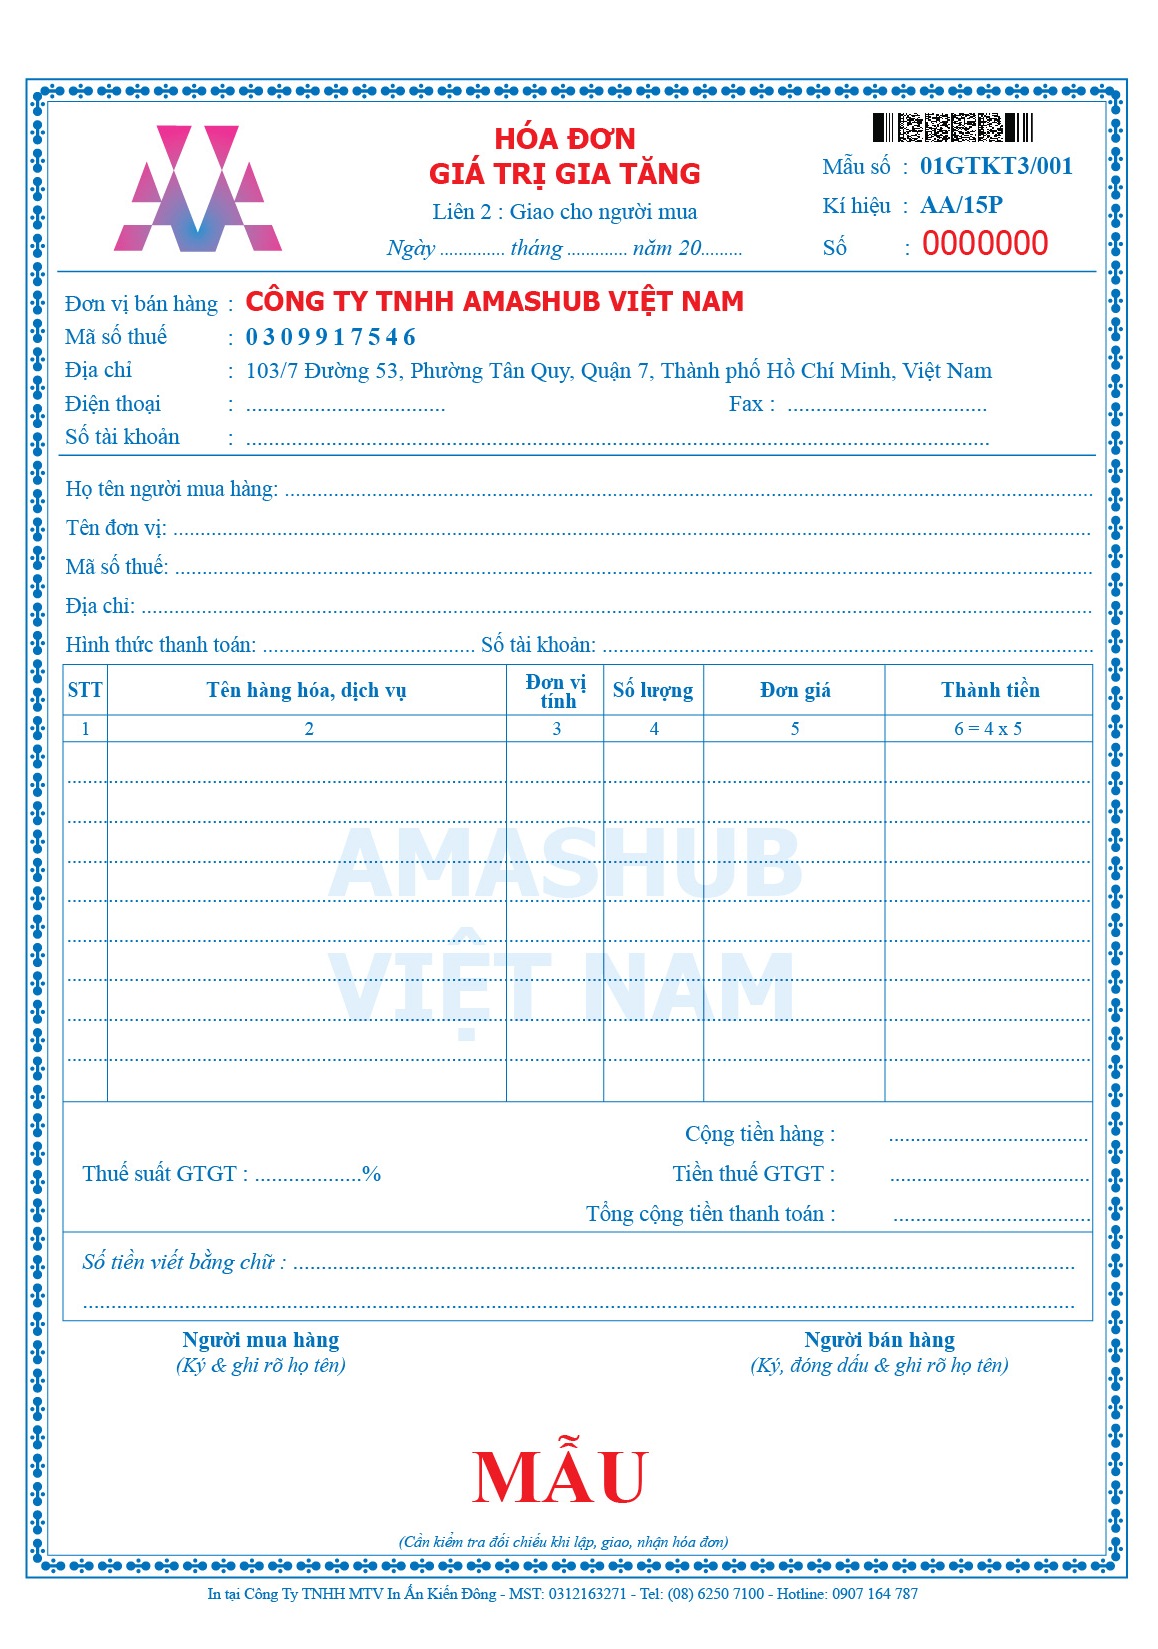 HÓA ĐƠN
GIÁ TRỊ GIA TĂNG
Liên 2 : Giao cho người mua
Ngày .............. tháng ............. năm 20.........
Mẫu số : 01GTKT3/001
Kí hiệu : AA/15P
Số : 0000000
Đơn vị bán hàng : CÔNG TY TNHH AMASHUB VIỆT NAM
Mã số thuế : 0309917546
Địa chỉ : 103/7 Đường 53, Phường Tân Quy, Quận 7, Thành phố Hồ Chí Minh, Việt Nam
Điện thoại : ................................... Fax : ...................................
Số tài khoản : ...................................
Họ tên người mua hàng: ...................................
Tên đơn vị: ...................................
Mã số thuế: ...................................
Địa chỉ: ...................................
Hình thức thanh toán: ................................... Số tài khoản: ...................................
STT Tên hàng hóa, dịch vụ Đơn vị tính Số lượng Đơn giá Thành tiền
1 2 3 4 5 6 = 4 x 5
AMASHUB
VIỆT NAM
Cộng tiền hàng : ...................................
Thuế suất GTGT : ...................% Tiền thuế GTGT : ...................................
Tổng cộng tiền thanh toán : ...................................
Số tiền viết bằng chữ : ...................................
Người mua hàng Người bán hàng
(Ký & ghi rõ họ tên) (Ký, đóng dấu & ghi rõ họ tên)
MẪU
(Cần kiểm tra đối chiếu khi lập, giao, nhận hóa đơn)
In tại Công Ty TNHH MTV In Ấn Kiến Đông - MST: 0312163271 - Tel: (08) 6250 7100 - Hotline: 0907 164 787